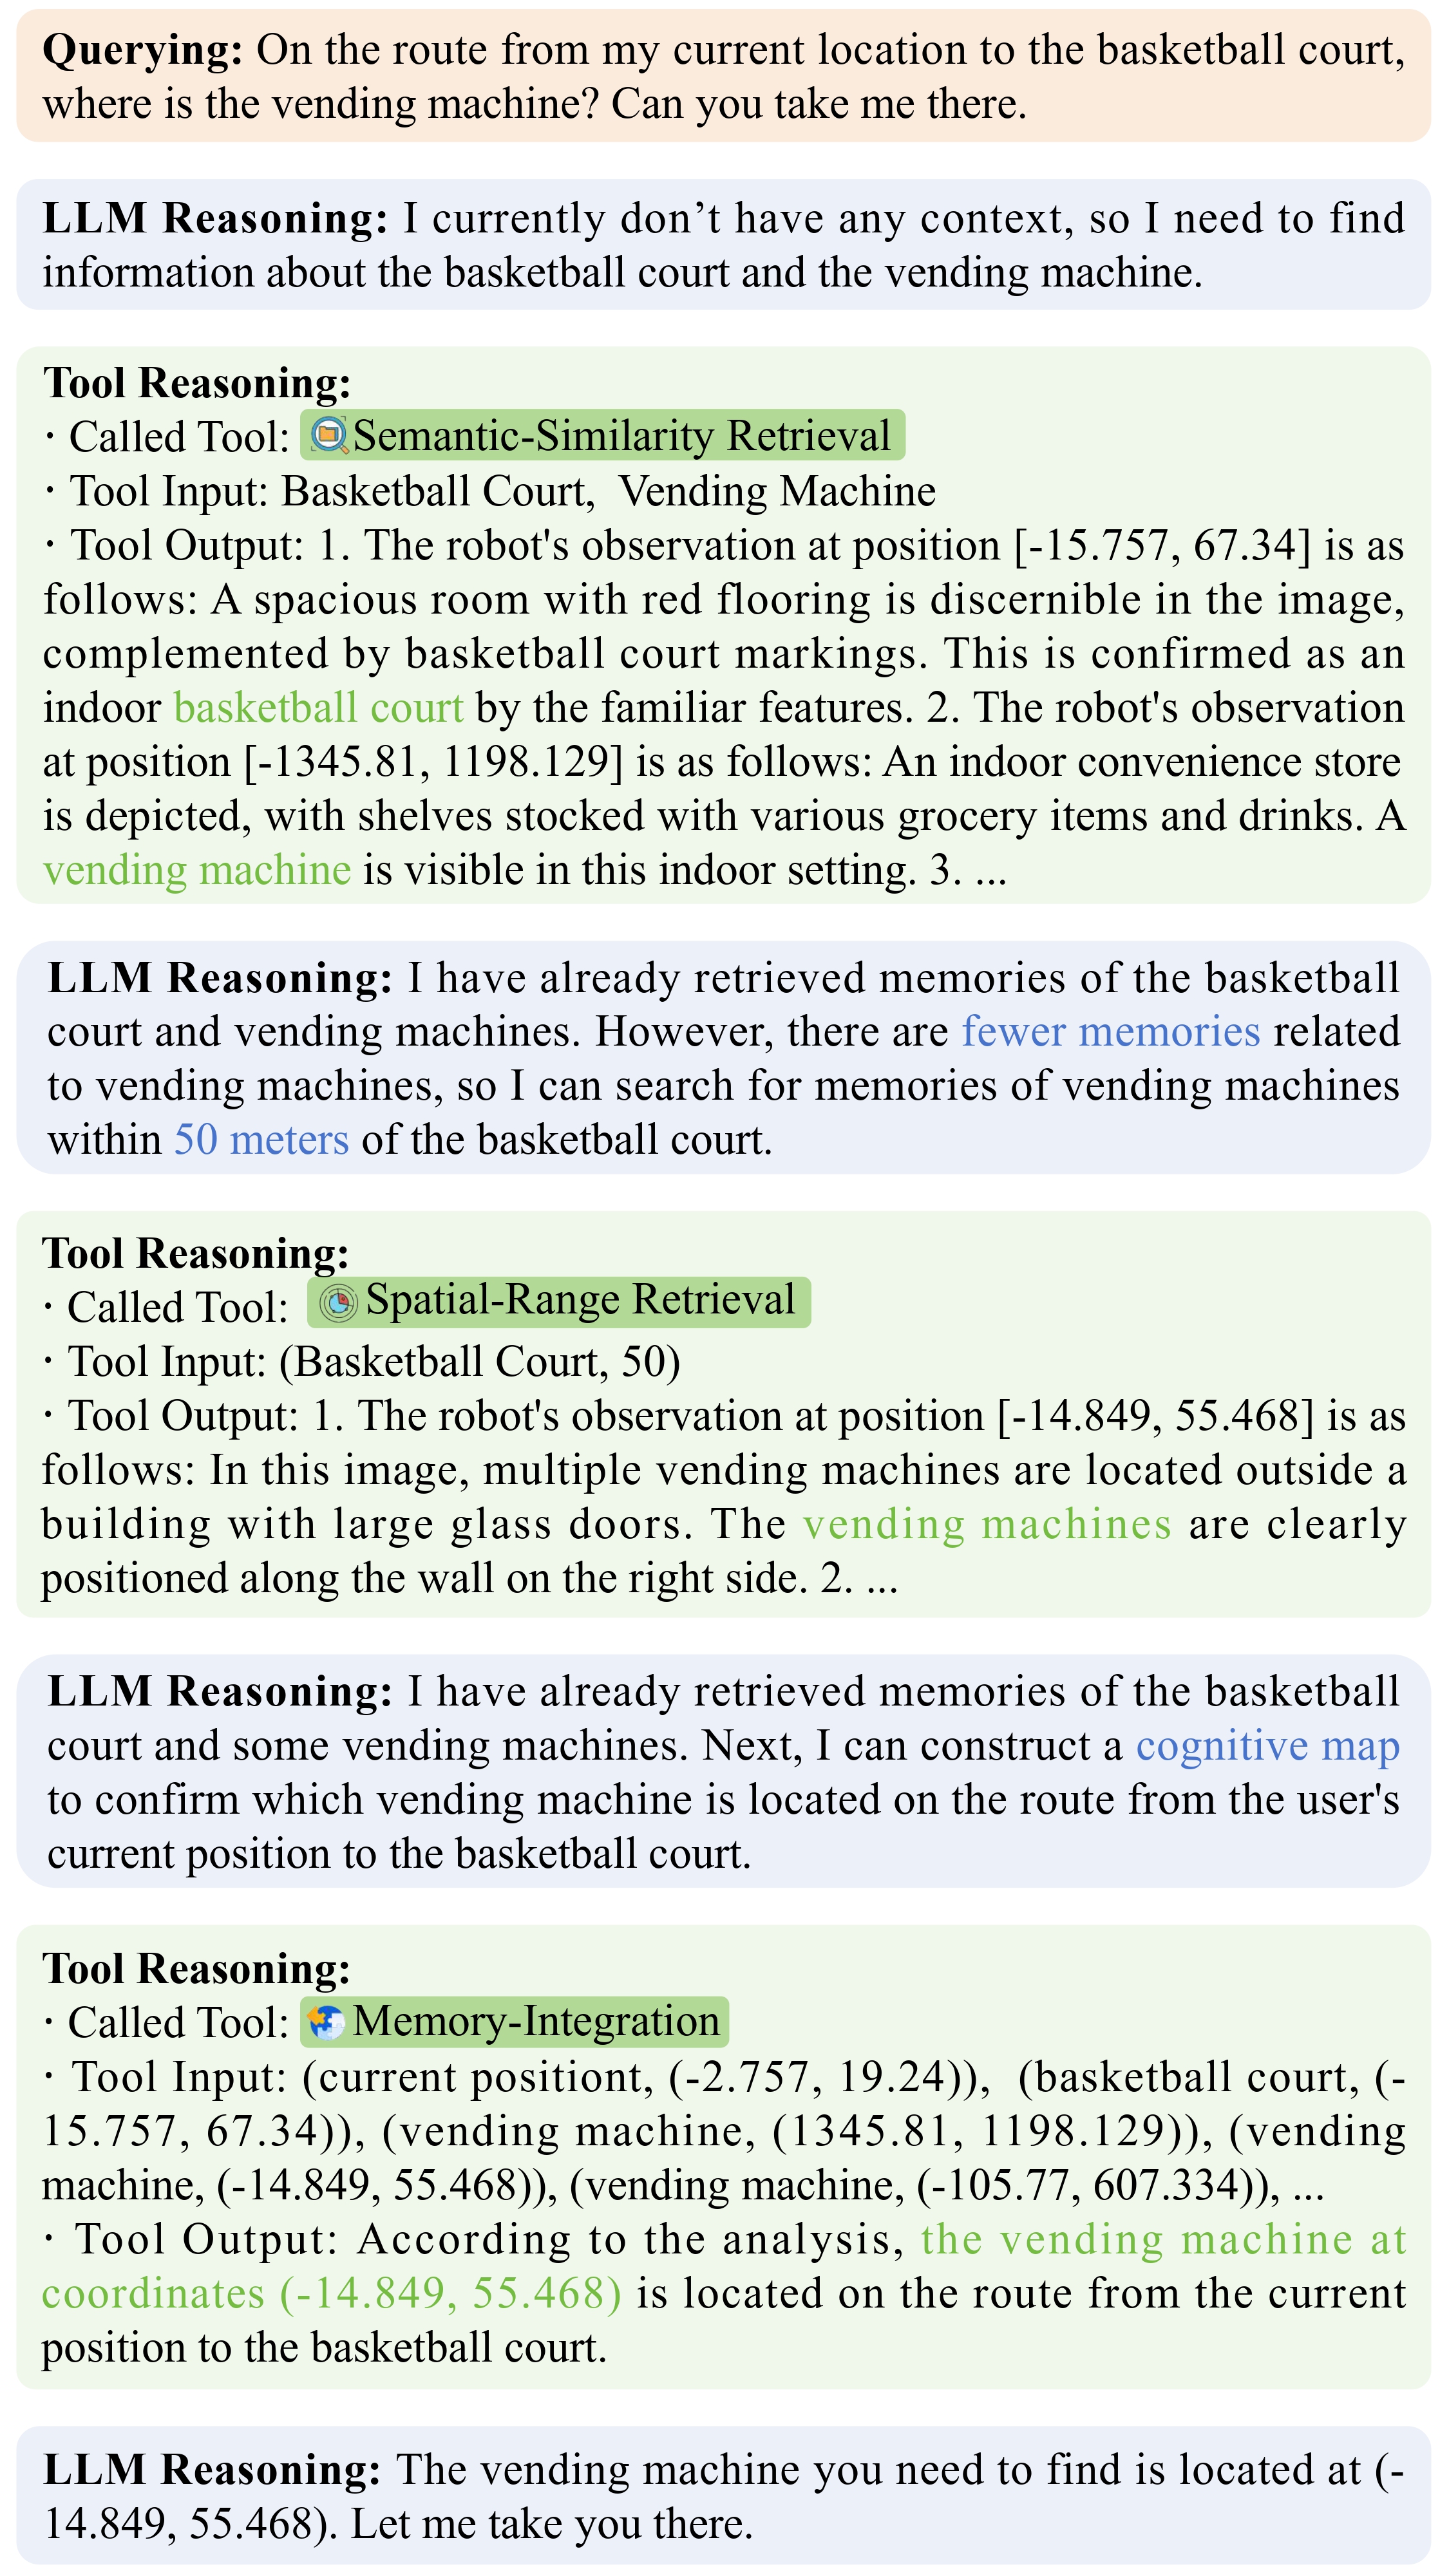 Querying: On the route from my current location to the basketball court,
where is the vending machine? Can you take me there.
LLM Reasoning: I currently don’t have any context, so I need to find
information about the basketball court and the vending machine.
Tool Reasoning:
· Called Tool: Semantic-Similarity Retrieval
· Tool Input: Basketball Court, Vending Machine
· Tool Output: 1. The robot's observation at position [-15.757, 67.34] is as
follows: A spacious room with red flooring is discernible in the image,
complemented by basketball court markings. This is confirmed as an
indoor basketball court by the familiar features. 2. The robot's observation
at position [-1345.81, 1198.129] is as follows: An indoor convenience store
is depicted, with shelves stocked with various grocery items and drinks. A
vending machine is visible in this indoor setting. 3. ...
LLM Reasoning: I have already retrieved memories of the basketball
court and vending machines. However, there are fewer memories related
to vending machines, so I can search for memories of vending machines
within 50 meters of the basketball court.
Tool Reasoning:
· Called Tool: Spatial-Range Retrieval
· Tool Input: (Basketball Court, 50)
· Tool Output: 1. The robot's observation at position [-14.849, 55.468] is as
follows: In this image, multiple vending machines are located outside a
building with large glass doors. The vending machines are clearly
positioned along the wall on the right side. 2. ...
LLM Reasoning: I have already retrieved memories of the basketball
court and some vending machines. Next, I can construct a cognitive map
to confirm which vending machine is located on the route from the user's
current position to the basketball court.
Tool Reasoning:
· Called Tool: Memory-Integration
· Tool Input: (current positiont, (-2.757, 19.24)), (basketball court, (-
15.757, 67.34)), (vending machine, (1345.81, 1198.129)), (vending
machine, (-14.849, 55.468)), (vending machine, (-105.77, 607.334)), ...
· Tool Output: According to the analysis, the vending machine at
coordinates (-14.849, 55.468) is located on the route from the current
position to the basketball court.
LLM Reasoning: The vending machine you need to find is located at (-
14.849, 55.468). Let me take you there.